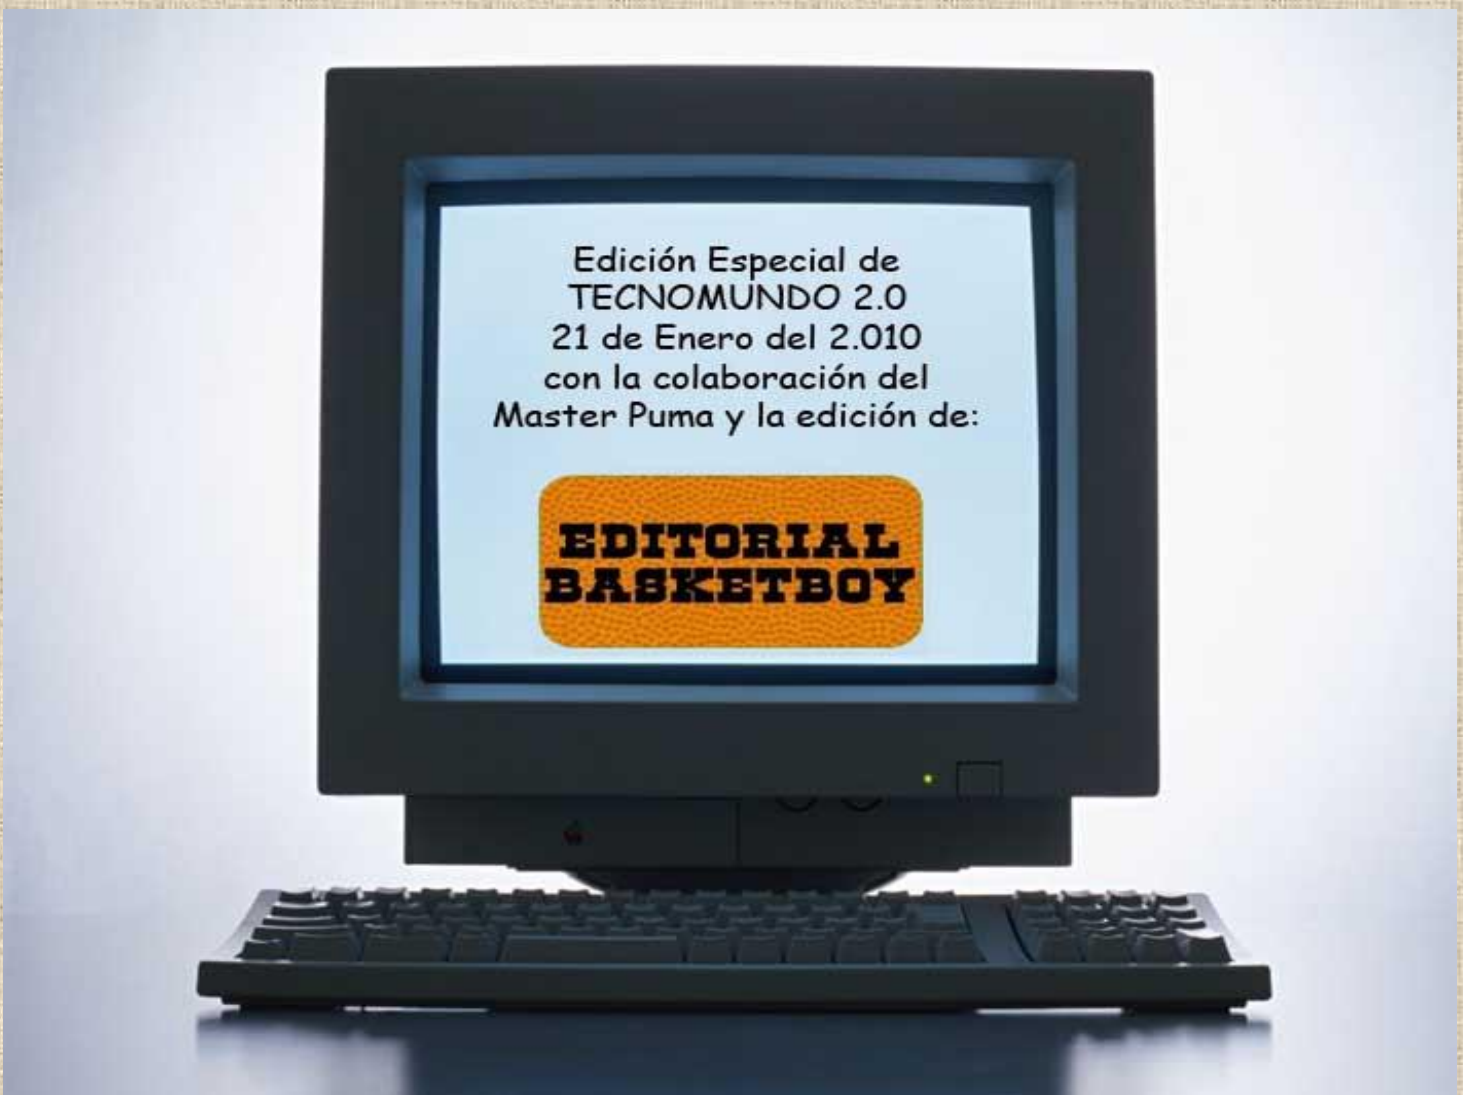 Edición Especial de
TECNOMUNDO 2.0
21 de Enero del 2.010
con la colaboración del
Master Puma y la edición de:
EDITORIAL
BASKETBOY